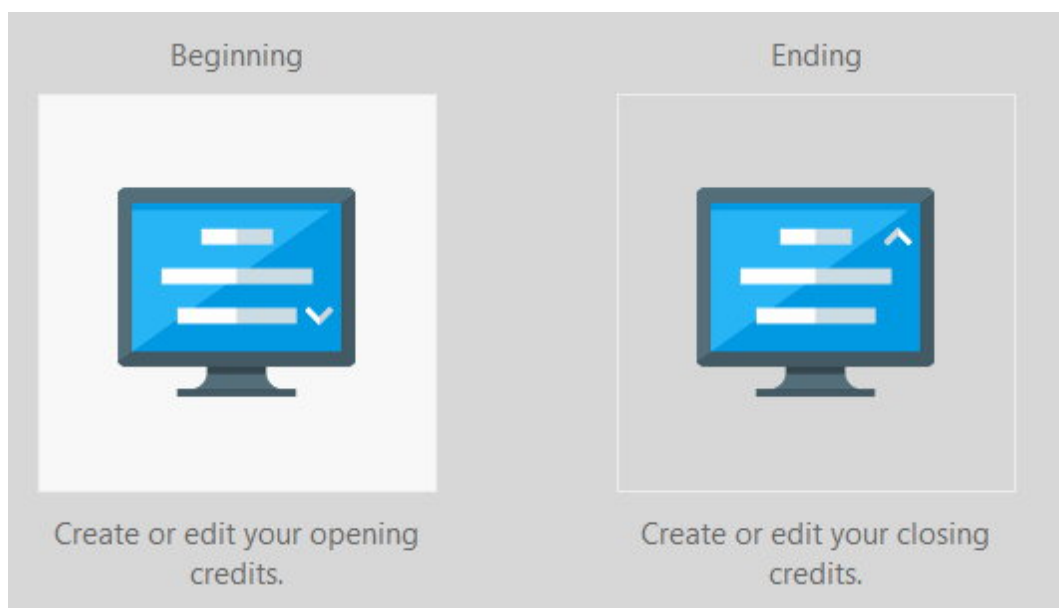 Beginning
Create or edit your opening
credits.
Ending
Create or edit your closing
credits.